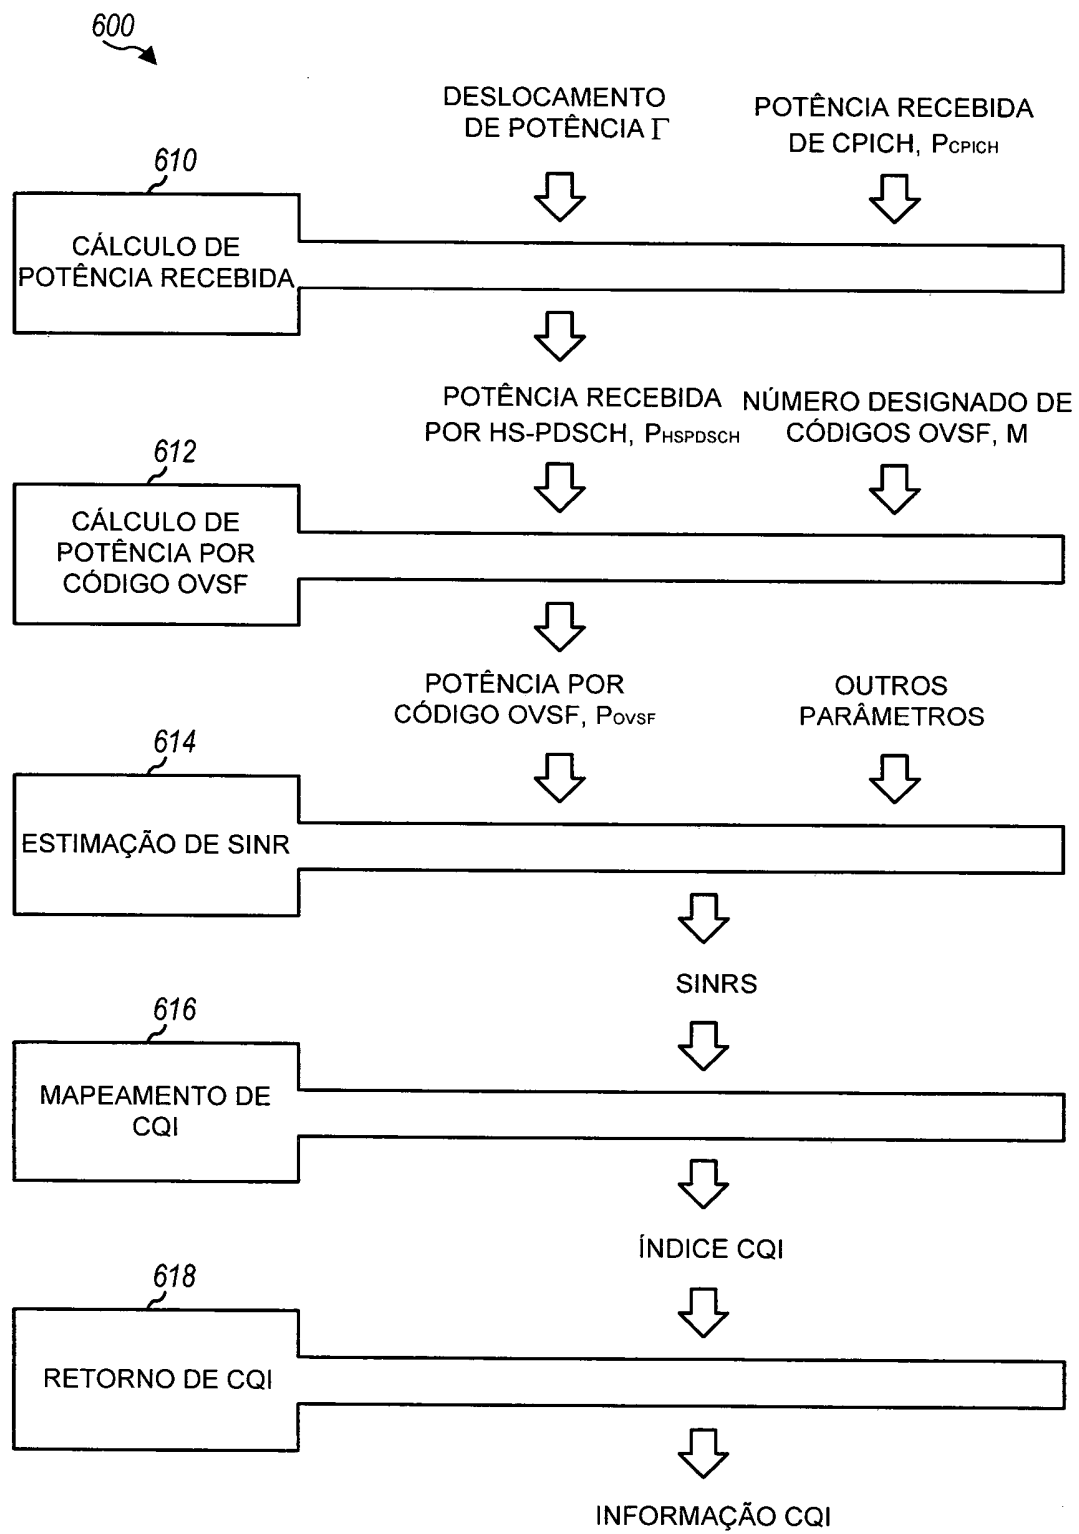 600
DESLOCAMENTO
DE POTÊNCIA Γ
POTÊNCIA RECEBIDA
DE CPICH, PCPICH
610
CÁLCULO DE
POTÊNCIA RECEBIDA
POTÊNCIA RECEBIDA
POR HS-PDSCH, PHSPDSCH
NÚMERO DESIGNADO DE
CÓDIGOS OVSF, M
612
CÁLCULO DE
POTÊNCIA POR
CÓDIGO OVSF
POTÊNCIA POR
CÓDIGO OVSF, POVSF
OUTROS
PARÂMETROS
614
ESTIMAÇÃO DE SINR
SINRS
616
MAPEAMENTO DE
CQI
ÍNDICE CQI
618
RETORNO DE CQI
INFORMAÇÃO CQI